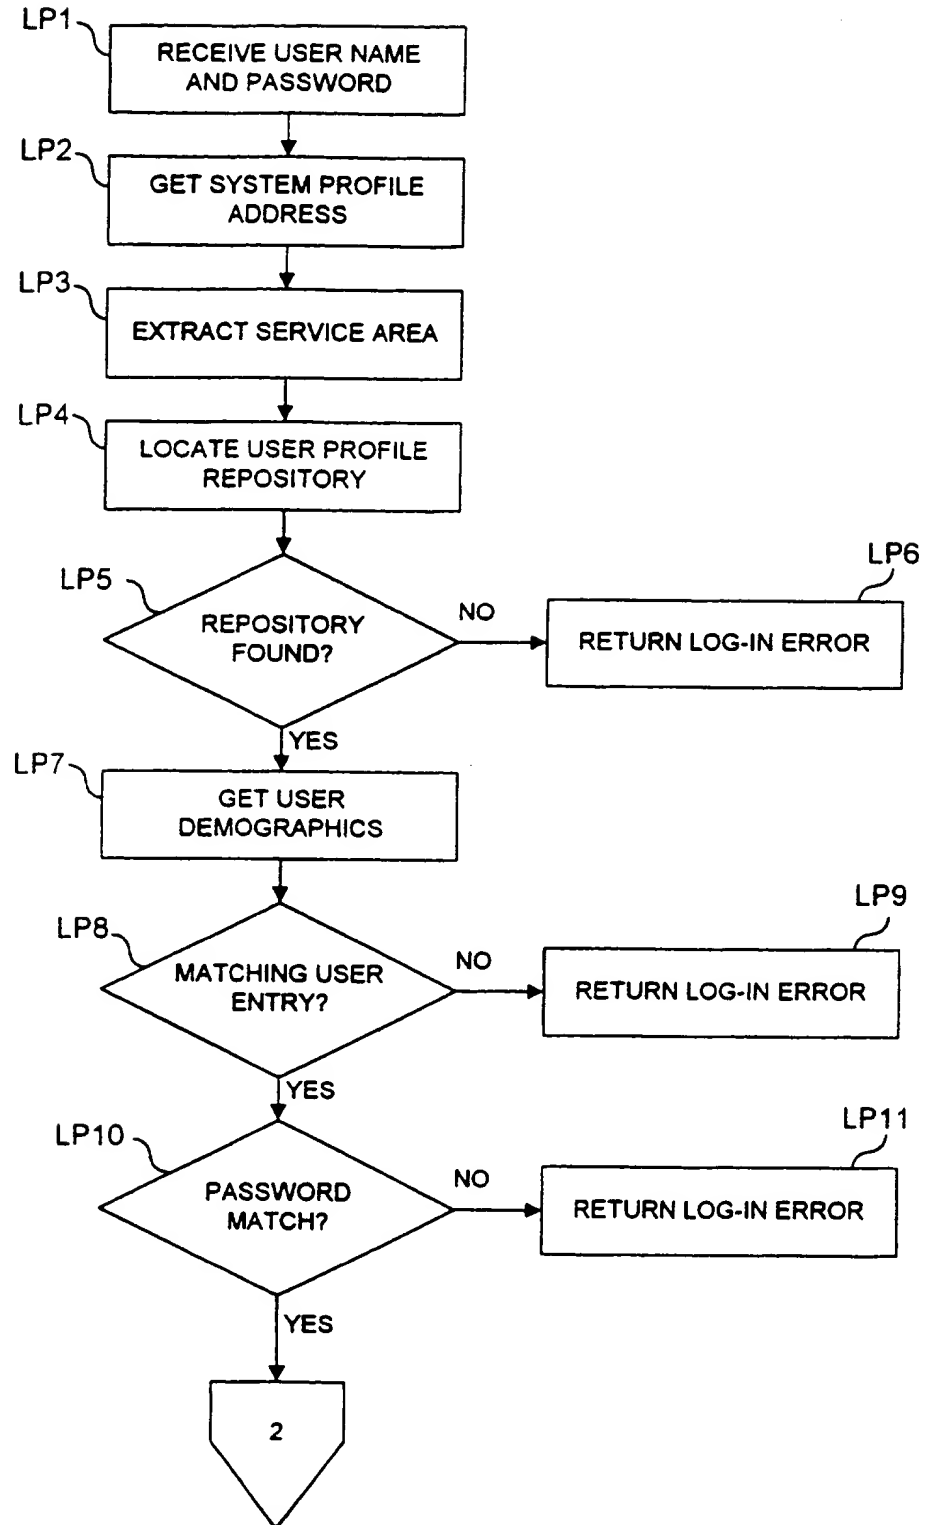 LP1
RECEIVE USER NAME
AND PASSWORD
LP2
GET SYSTEM PROFILE
ADDRESS
LP3
EXTRACT SERVICE AREA
LP4
LOCATE USER PROFILE
REPOSITORY
LP5
REPOSITORY
FOUND?
NO
LP6
RETURN LOG-IN ERROR
YES
LP7
GET USER
DEMOGRAPHICS
LP8
MATCHING USER
ENTRY?
NO
LP9
RETURN LOG-IN ERROR
YES
LP10
PASSWORD
MATCH?
NO
LP11
RETURN LOG-IN ERROR
YES
2